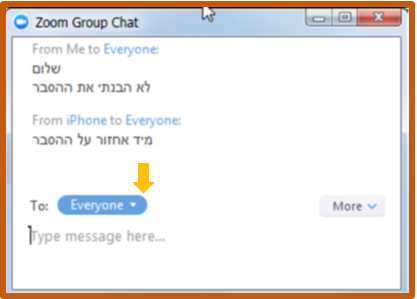 Zoom Group Chat
From Me to Everyone:
שלום
לא הבנתי את ההסבר
From iPhone to Everyone:
מיד אחזור על ההסבר
To: Everyone More
Type message here...